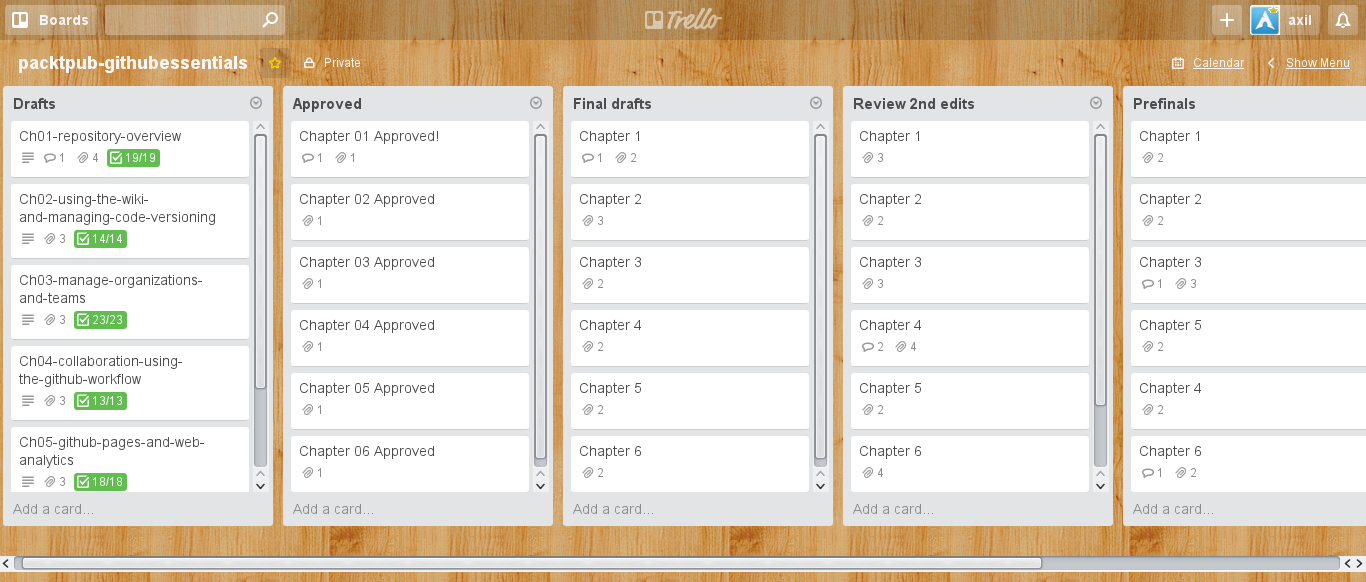 Boards
Trello
axil
packtpub-githubessentials
Private
Calendar
Show Menu
Drafts
Ch01-repository-overview
1 4 19/19
Ch02-using-the-wiki-
and-managing-code-versioning
3 14/14
Ch03-manage-organizations-
and-teams
3 23/23
Ch04-collaboration-using-
the-github-workflow
3 13/13
Ch05-github-pages-and-web-
analytics
3 18/18
Add a card...
Approved
Chapter 01 Approved!
1 1
Chapter 02 Approved
1
Chapter 03 Approved
1
Chapter 04 Approved
1
Chapter 05 Approved
1
Chapter 06 Approved
1
Add a card...
Final drafts
Chapter 1
1 2
Chapter 2
3
Chapter 3
2
Chapter 4
2
Chapter 5
2
Chapter 6
2
Add a card...
Review 2nd edits
Chapter 1
3
Chapter 2
2
Chapter 3
3
Chapter 4
2 4
Chapter 5
2
Chapter 6
4
Add a card...
Prefinals
Chapter 1
2
Chapter 2
2
Chapter 3
1 3
Chapter 5
2
Chapter 4
2
Chapter 6
1 2
Add a card...